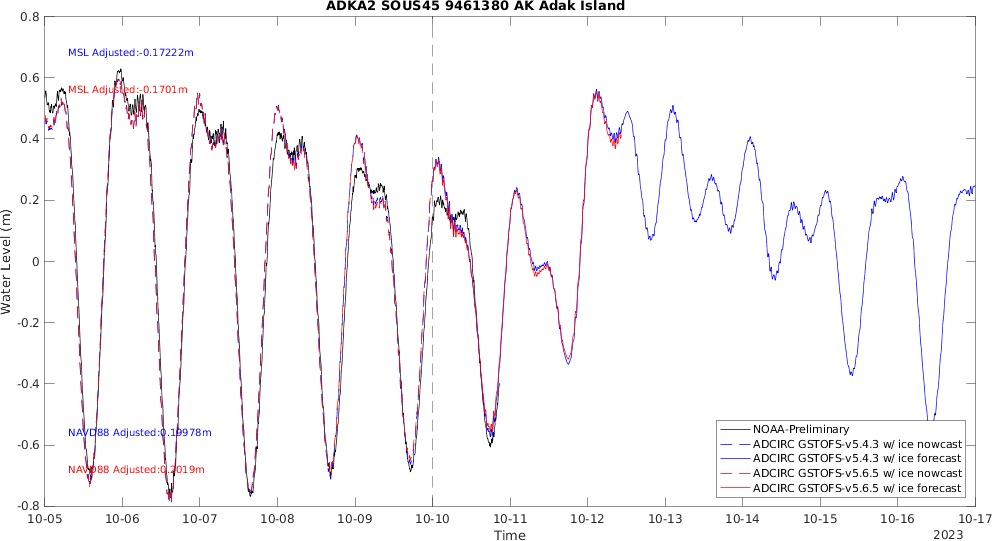 ADKA2 SOUS45 9461380 AK Adak Island
0.8
0.6
0.4
0.2
0
-0.2
-0.4
-0.6
-0.8
Water Level (m)
MSL Adjusted:-0.17222m
MSL Adjusted:-0.1701m
NAVD88 Adjusted:0.19978m
NAVD88 Adjusted:0.2019m
NOAA-Preliminary
ADCIRC GSTOFS-v5.4.3 w/ ice nowcast
ADCIRC GSTOFS-v5.4.3 w/ ice forecast
ADCIRC GSTOFS-v5.6.5 w/ ice nowcast
ADCIRC GSTOFS-v5.6.5 w/ ice forecast
10-05 10-06 10-07 10-08 10-09 10-10 10-11 10-12 10-13 10-14 10-15 10-16 10-17
Time
2023